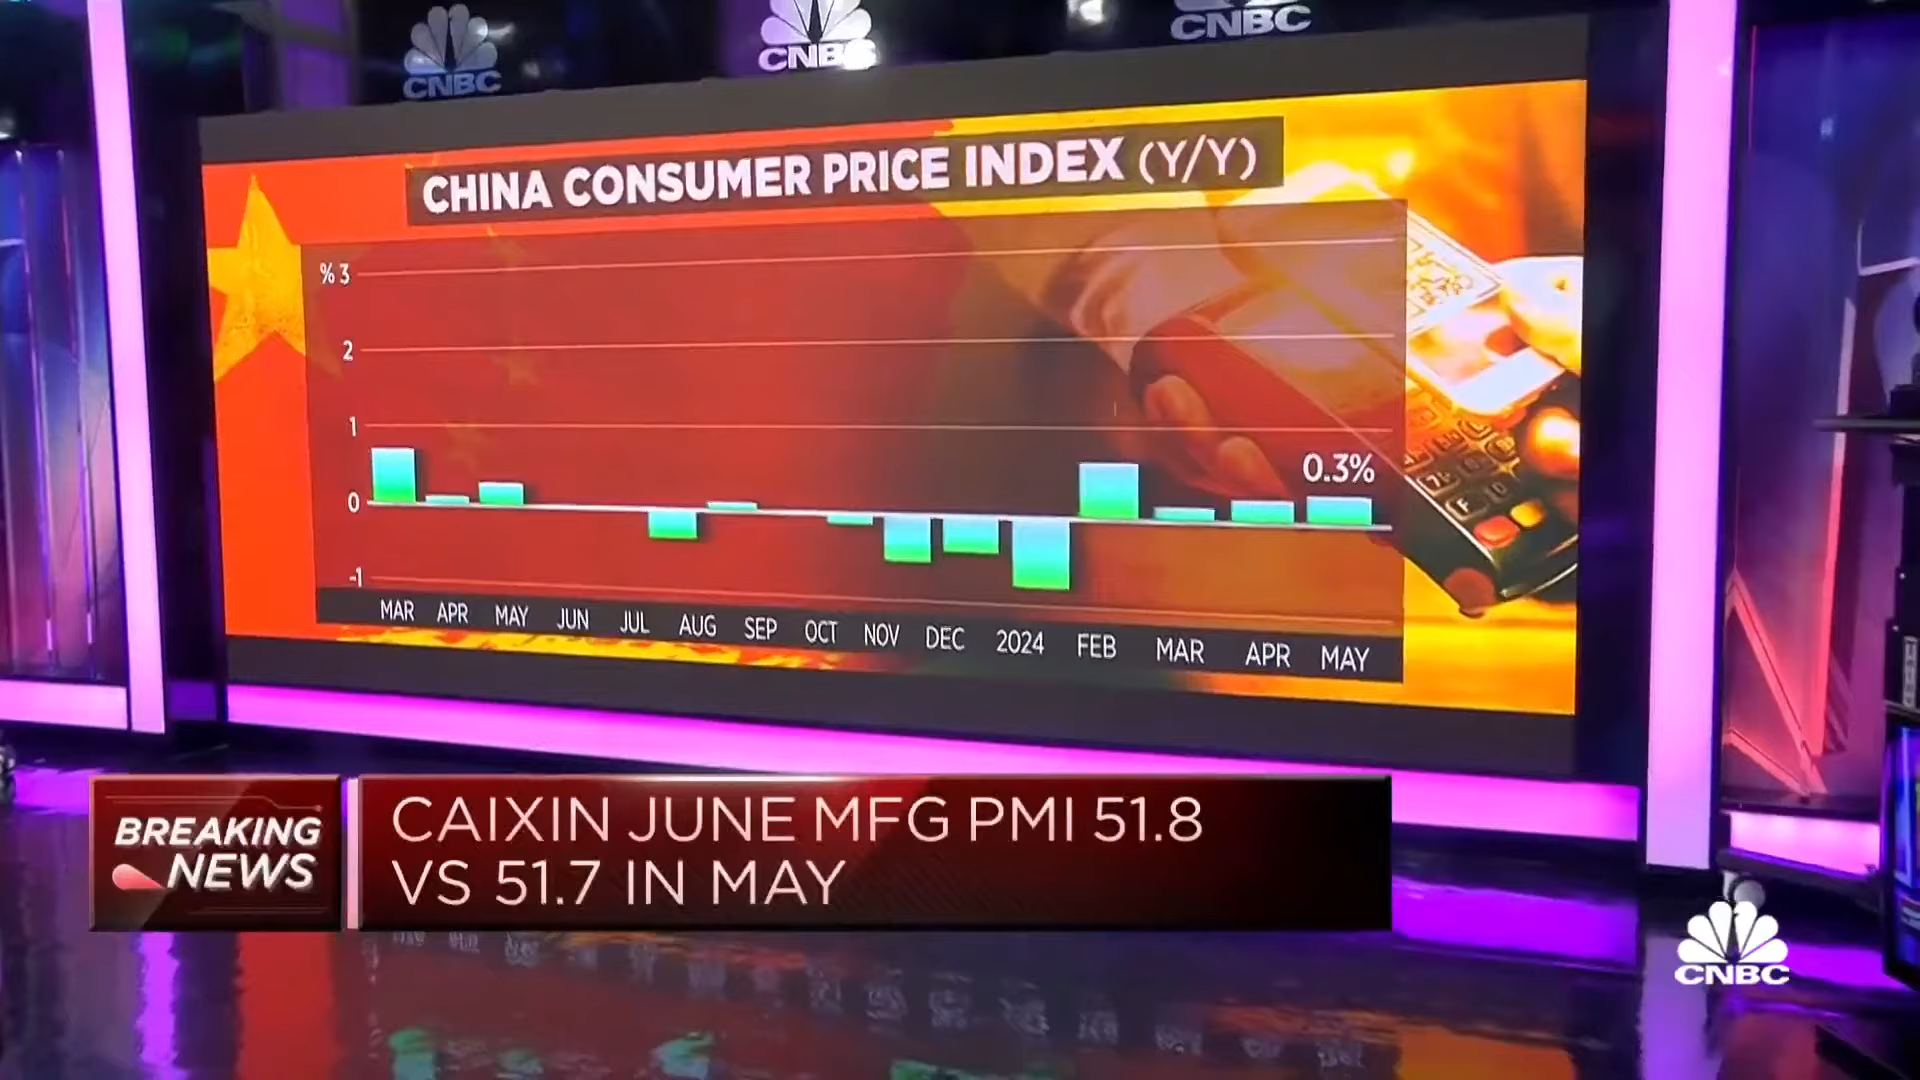 CNBC
CNBC
CNBC
CHINA CONSUMER PRICE INDEX (Y/Y)
% 3
2
1
0
-1
0.3%
MAR APR MAY JUN JUL AUG SEP OCT NOV DEC 2024 FEB MAR APR MAY
BREAKING
NEWS
CAIXIN JUNE MFG PMI 51.8
VS 51.7 IN MAY
CNBC